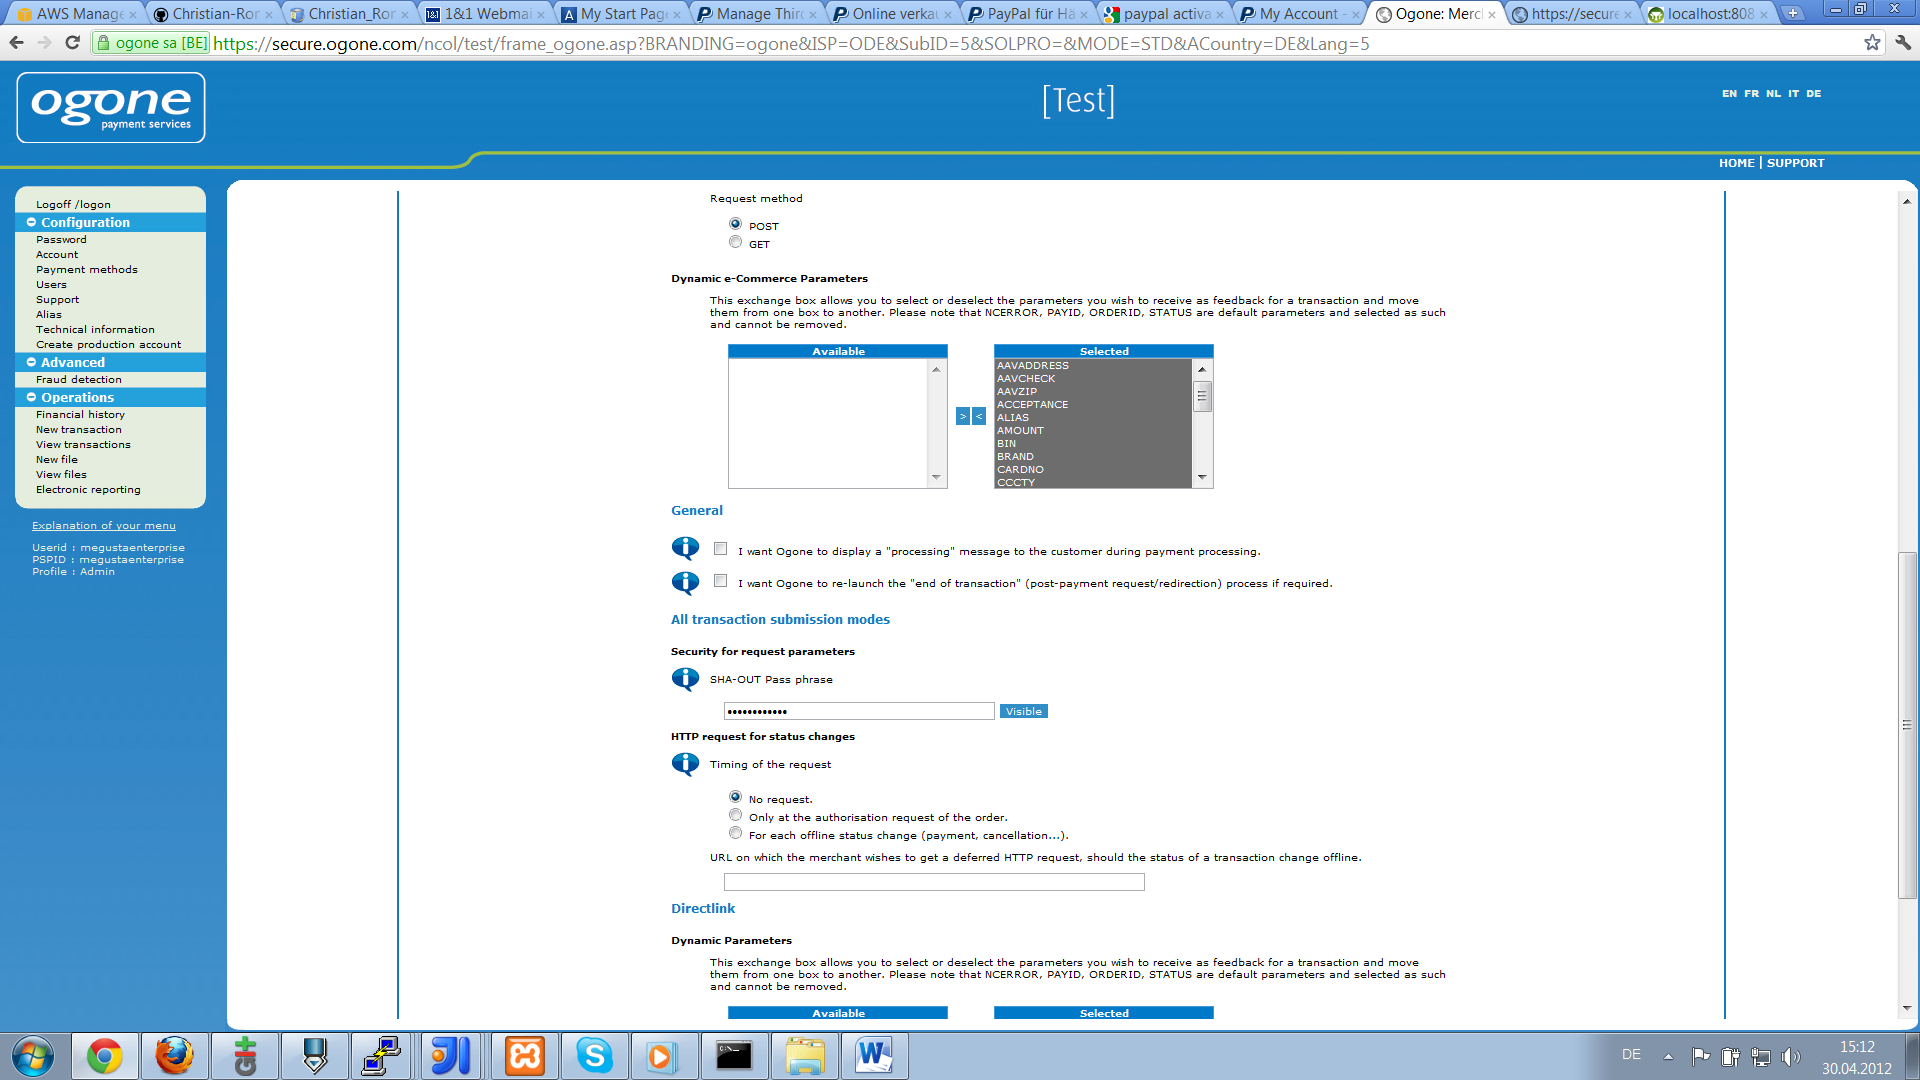 AWS Manage
Christian-Ror
Christian_Ror
1&1 Webmai
My Start Page
Manage Third
Online verkau
PayPal für Hä
paypal activa
My Account -
Ogone: Merch
https://secure
localhost:808
ogone sa [BE] https://secure.ogone.com/ncol/test/frame_ogone.asp?BRANDING=ogone&ISP=ODE&SubID=5&SOLPRO=&MODE=STD&ACountry=DE&Lang=5
ogone
payment services
[Test]
EN FR NL IT DE
HOME | SUPPORT
Logoff /logon
Configuration
Password
Account
Payment methods
Users
Support
Alias
Technical information
Create production account
Advanced
Fraud detection
Operations
Financial history
New transaction
View transactions
New file
View files
Electronic reporting
Explanation of your menu
Userid : megustaenterprise
PSPID : megustaenterprise
Profile : Admin
Request method
POST
GET
Dynamic e-Commerce Parameters
This exchange box allows you to select or deselect the parameters you wish to receive as feedback for a transaction and move
them from one box to another. Please note that NCERROR, PAYID, ORDERID, STATUS are default parameters and selected as such
and cannot be removed.
Available
Selected
AAVADDRESS
AAVCHECK
AAVZIP
ACCEPTANCE
ALIAS
AMOUNT
BIN
BRAND
CARDNO
CCCTY
> <
General
I want Ogone to display a "processing" message to the customer during payment processing.
I want Ogone to re-launch the "end of transaction" (post-payment request/redirection) process if required.
All transaction submission modes
Security for request parameters
SHA-OUT Pass phrase
••••••••••••
Visible
HTTP request for status changes
Timing of the request
No request.
Only at the authorisation request of the order.
For each offline status change (payment, cancellation...).
URL on which the merchant wishes to get a deferred HTTP request, should the status of a transaction change offline.
Directlink
Dynamic Parameters
This exchange box allows you to select or deselect the parameters you wish to receive as feedback for a transaction and move
them from one box to another. Please note that NCERROR, PAYID, ORDERID, STATUS are default parameters and selected as such
and cannot be removed.
Available
Selected
DE
15:12
30.04.2012